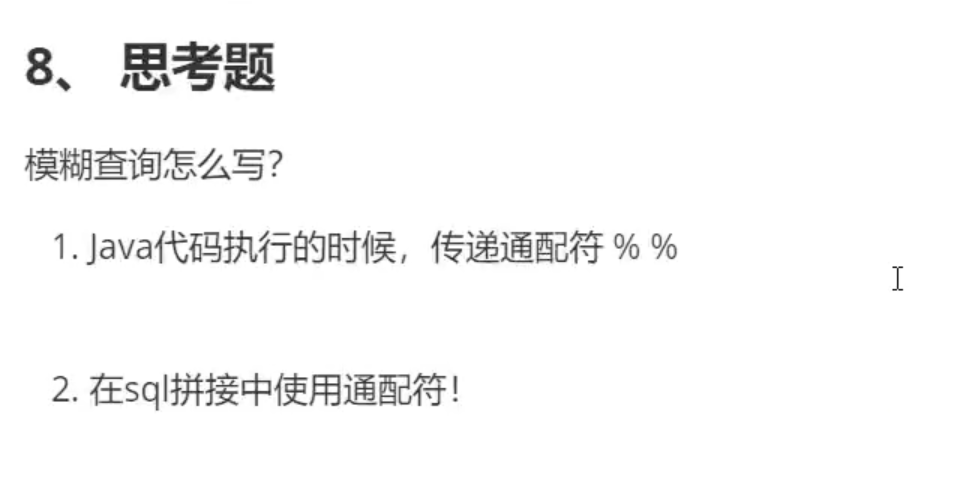 8、 思考题
模糊查询怎么写？
1. Java代码执行的时候，传递通配符 % %
2. 在sql拼接中使用通配符！